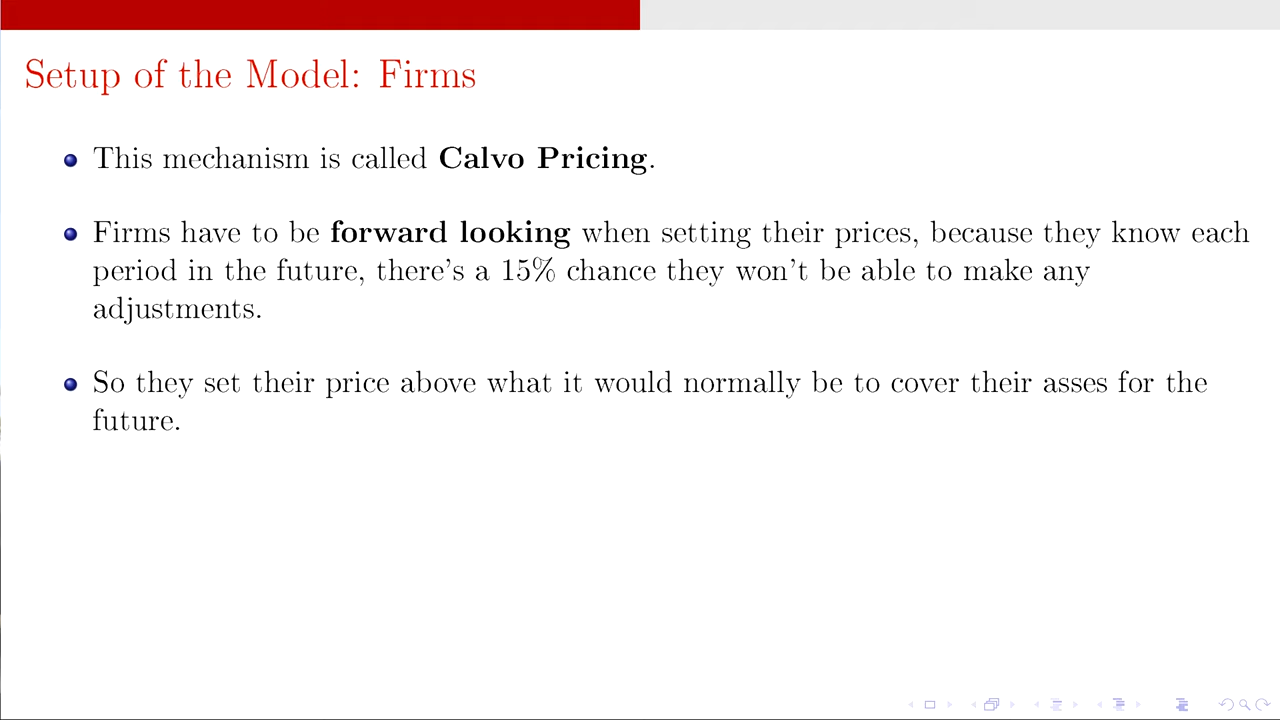 Setup of the Model: Firms
This mechanism is called Calvo Pricing.
Firms have to be forward looking when setting their prices, because they know each
period in the future, there's a 15% chance they won't be able to make any
adjustments.
So they set their price above what it would normally be to cover their asses for the
future.